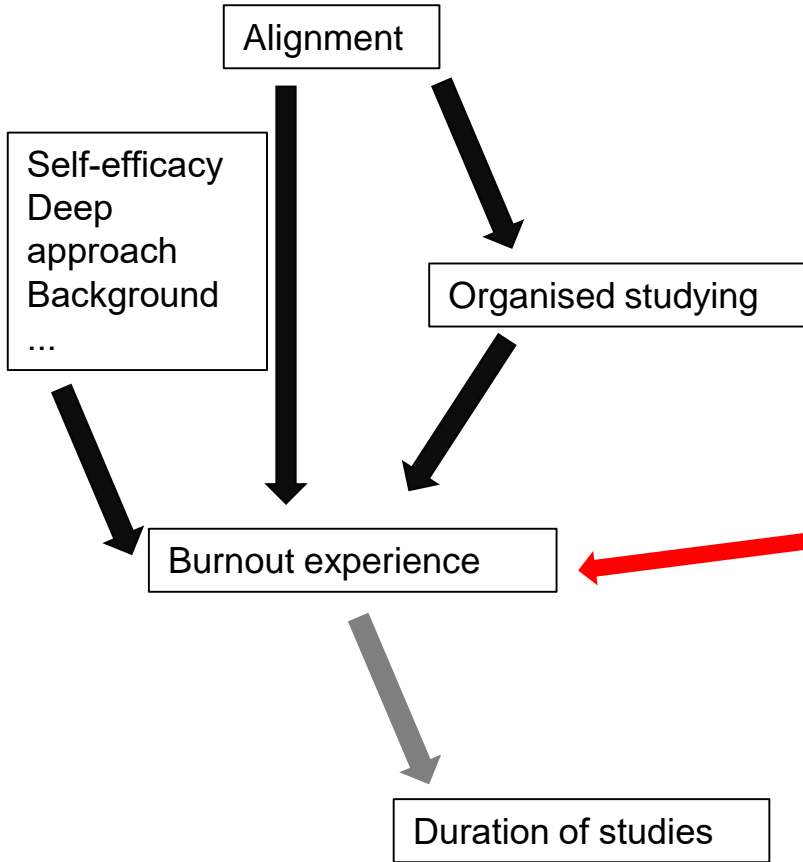 Alignment
Self-efficacy
Deep
approach
Background
...
Organised studying
Burnout experience
Duration of studies